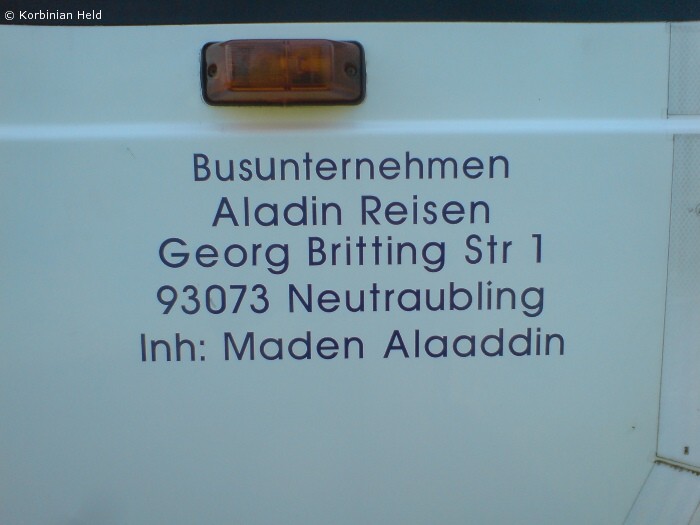 © Korbinian Held
Busunternehmen
Aladin Reisen
Georg Britting Str 1
93073 Neutraubling
Inh: Maden Alaaddin